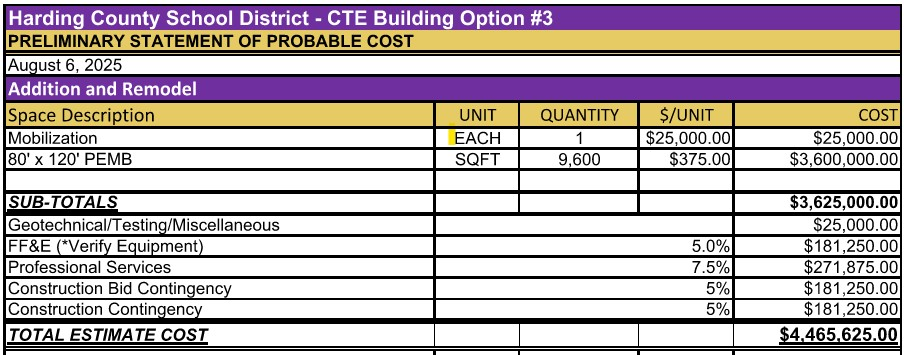 Harding County School District - CTE Building Option #3
PRELIMINARY STATEMENT OF PROBABLE COST
August 6, 2025
Addition and Remodel
Space Description UNIT QUANTITY $/UNIT COST
Mobilization EACH 1 $25,000.00 $25,000.00
80' x 120' PEMB SQFT 9,600 $375.00 $3,600,000.00
SUB-TOTALS $3,625,000.00
Geotechnical/Testing/Miscellaneous $25,000.00
FF&E (*Verify Equipment) 5.0% $181,250.00
Professional Services 7.5% $271,875.00
Construction Bid Contingency 5% $181,250.00
Construction Contingency 5% $181,250.00
TOTAL ESTIMATE COST $4,465,625.00